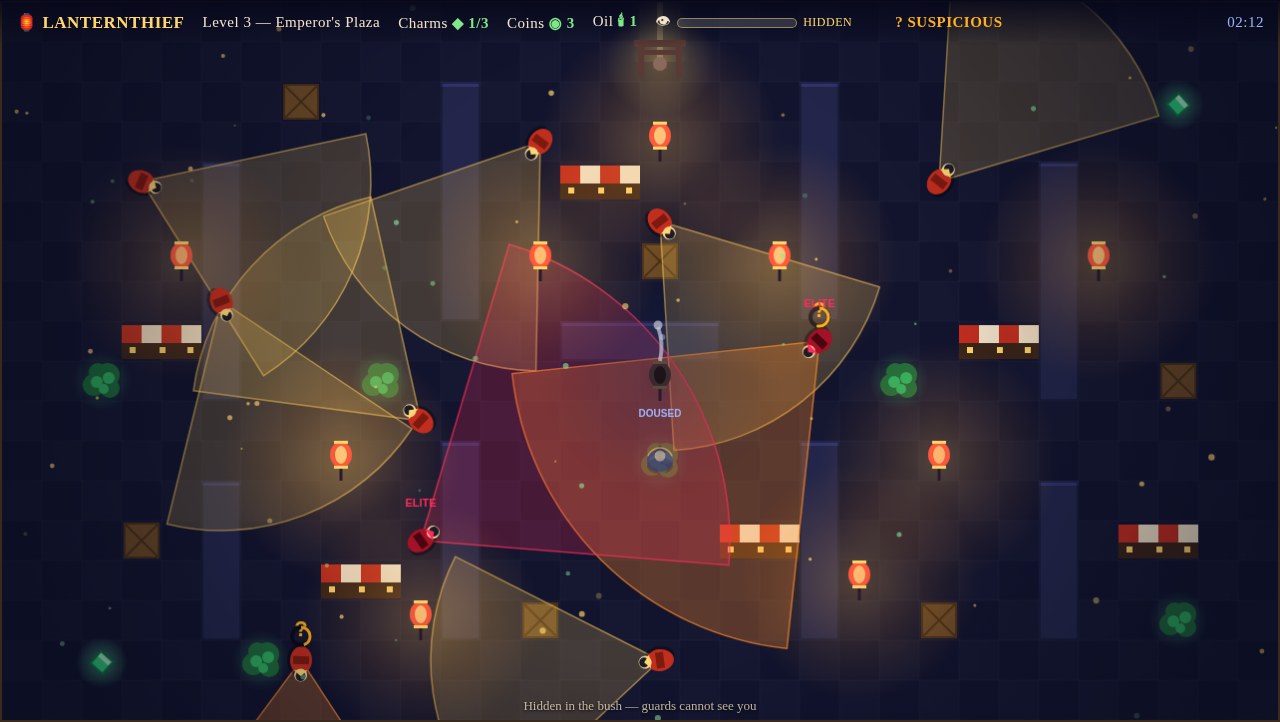 LANTERNTHIEF Level 3 — Emperor's Plaza Charms ◆ 1/3 Coins ◉ 3 Oil 1 HIDDEN ? SUSPICIOUS 02:12
ELITE
?
DOUSED
ELITE
?
Hidden in the bush — guards cannot see you